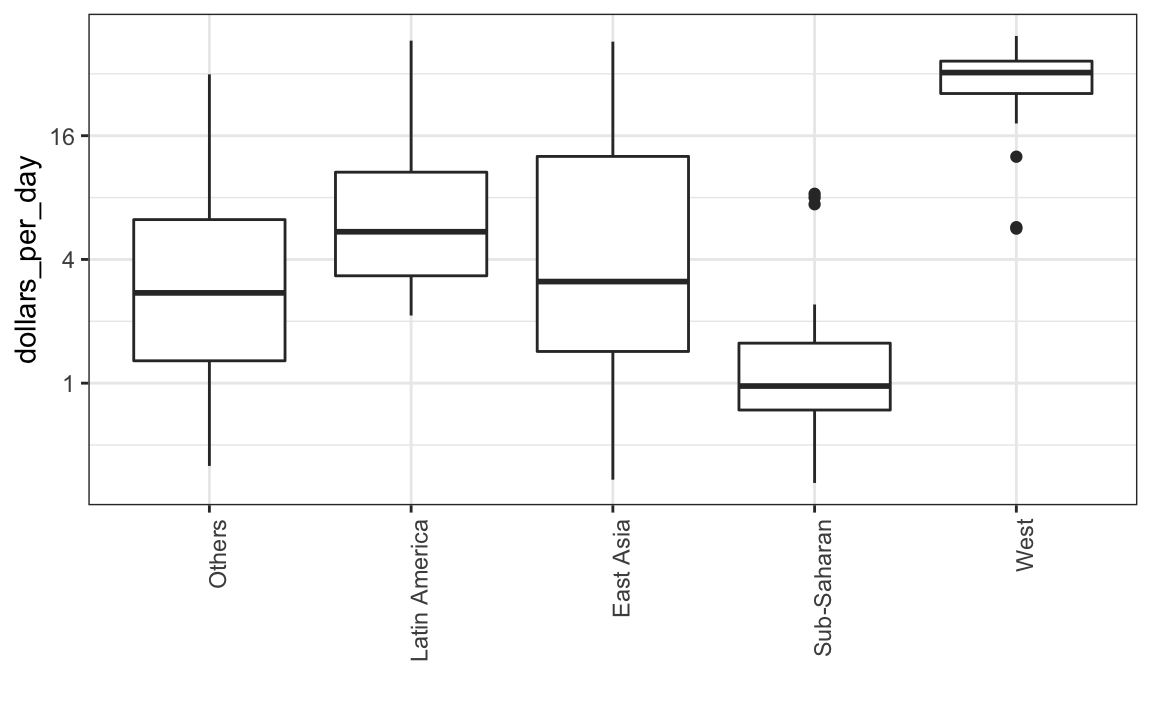 dollars_per_day
16
4
1
Others
Latin America
East Asia
Sub-Saharan
West